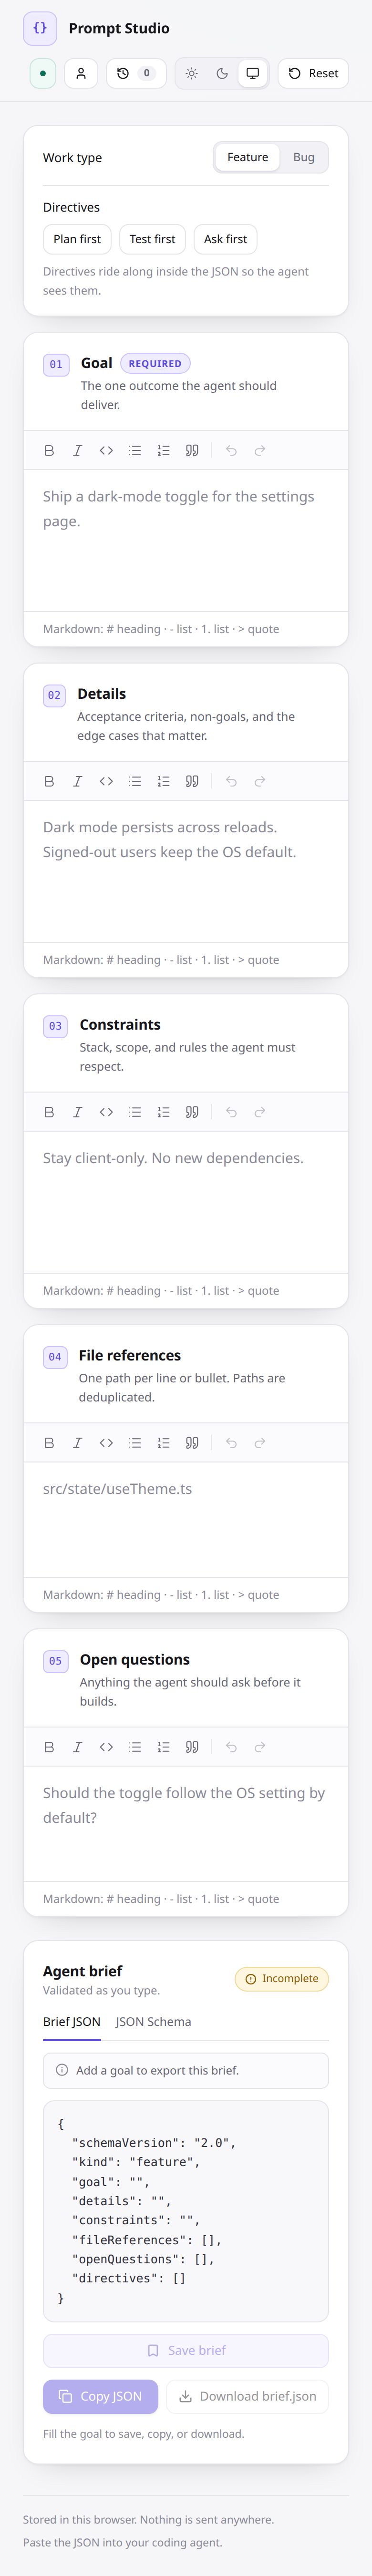 {} Prompt Studio
0 Reset
Work type Feature Bug
Directives
Plan first Test first Ask first
Directives ride along inside the JSON so the agent
sees them.
01 Goal REQUIRED
The one outcome the agent should
deliver.
Ship a dark-mode toggle for the settings
page.
Markdown: # heading · - list · 1. list · > quote
02 Details
Acceptance criteria, non-goals, and the
edge cases that matter.
Dark mode persists across reloads.
Signed-out users keep the OS default.
Markdown: # heading · - list · 1. list · > quote
03 Constraints
Stack, scope, and rules the agent must
respect.
Stay client-only. No new dependencies.
Markdown: # heading · - list · 1. list · > quote
04 File references
One path per line or bullet. Paths are
deduplicated.
src/state/useTheme.ts
Markdown: # heading · - list · 1. list · > quote
05 Open questions
Anything the agent should ask before it
builds.
Should the toggle follow the OS setting by
default?
Markdown: # heading · - list · 1. list · > quote
Agent brief
Validated as you type.
Incomplete
Brief JSON JSON Schema
Add a goal to export this brief.
{
  "schemaVersion": "2.0",
  "kind": "feature",
  "goal": "",
  "details": "",
  "constraints": "",
  "fileReferences": [],
  "openQuestions": [],
  "directives": []
}
Save brief
Copy JSON Download brief.json
Fill the goal to save, copy, or download.
Stored in this browser. Nothing is sent anywhere.
Paste the JSON into your coding agent.